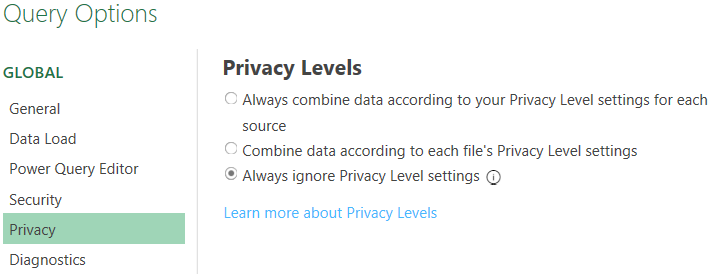 Query Options
GLOBAL
General
Data Load
Power Query Editor
Security
Privacy
Diagnostics
Privacy Levels
Always combine data according to your Privacy Level settings for each
source
Combine data according to each file's Privacy Level settings
Always ignore Privacy Level settings
Learn more about Privacy Levels